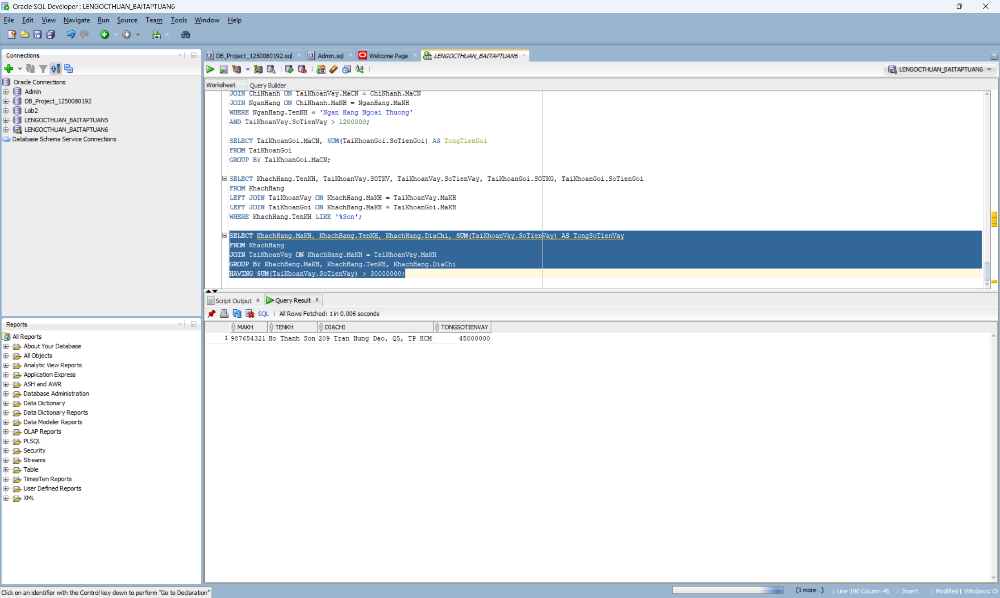 Oracle SQL Developer : LENGOCTHUAN_BAITAPTUAN6
File Edit View Navigate Run Source Team Tools Window Help
Connections
Oracle Connections
Admin
DB_Project_1250080192
Lab2
LENGOCTHUAN_BAITAPTUAN5
LENGOCTHUAN_BAITAPTUAN6
Database Schema Service Connections
Reports
All Reports
About Your Database
All Objects
Analytic View Reports
Application Express
ASH and AWR
Database Administration
Data Dictionary
Data Dictionary Reports
Data Modeler Reports
OLAP Reports
PLSQL
Security
Streams
Table
TimesTen Reports
User Defined Reports
XML
DB_Project_1250080192.sql Admin.sql Welcome Page LENGOCTHUAN_BAITAPTUAN6
LENGOCTHUAN_BAITAPTUAN6
Worksheet Query Builder
JOIN ChiNhanh ON TaiKhoanVay.MaCN = ChiNhanh.MaCN
JOIN NganHang ON ChiNhanh.MaNH = NganHang.MaNH
WHERE NganHang.TenNH = 'Ngan Hang Ngoai Thuong'
AND TaiKhoanVay.SoTienVay > 1200000;
SELECT TaiKhoanGoi.MaCN, SUM(TaiKhoanGoi.SoTienGoi) AS TongTienGoi
FROM TaiKhoanGoi
GROUP BY TaiKhoanGoi.MaCN;
SELECT KhachHang.TenKH, TaiKhoanVay.SOTKV, TaiKhoanVay.SoTienVay, TaiKhoanGoi.SOTKG, TaiKhoanGoi.SoTienGoi
FROM KhachHang
LEFT JOIN TaiKhoanVay ON KhachHang.MaKH = TaiKhoanVay.MaKH
LEFT JOIN TaiKhoanGoi ON KhachHang.MaKH = TaiKhoanGoi.MaKH
WHERE KhachHang.TenKH LIKE '%Son';
SELECT KhachHang.MaKH, KhachHang.TenKH, KhachHang.DiaChi, SUM(TaiKhoanVay.SoTienVay) AS TongSoTienVay
FROM KhachHang
JOIN TaiKhoanVay ON KhachHang.MaKH = TaiKhoanVay.MaKH
GROUP BY KhachHang.MaKH, KhachHang.TenKH, KhachHang.DiaChi
HAVING SUM(TaiKhoanVay.SoTienVay) > 30000000;
Script Output x Query Result x
SQL | All Rows Fetched: 1 in 0.006 seconds
MAKH TENKH DIACHI TONGSOTIENVAY
1 987654321 Ho Thanh Son 209 Tran Hung Dao, Q5, TP HCM 45000000
Click on an identifier with the Control key down to perform "Go to Declaration"
(1 more...) | Line 190 Column 46 | Insert | Modified | Windows: